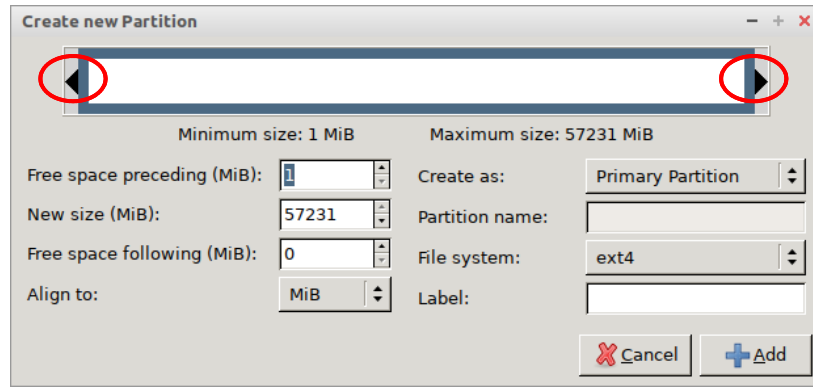 Create new Partition
Minimum size: 1 MiB Maximum size: 57231 MiB
Free space preceding (MiB): 1 Create as: Primary Partition
New size (MiB): 57231 Partition name:
Free space following (MiB): 0 File system: ext4
Align to: MiB Label:
Cancel Add